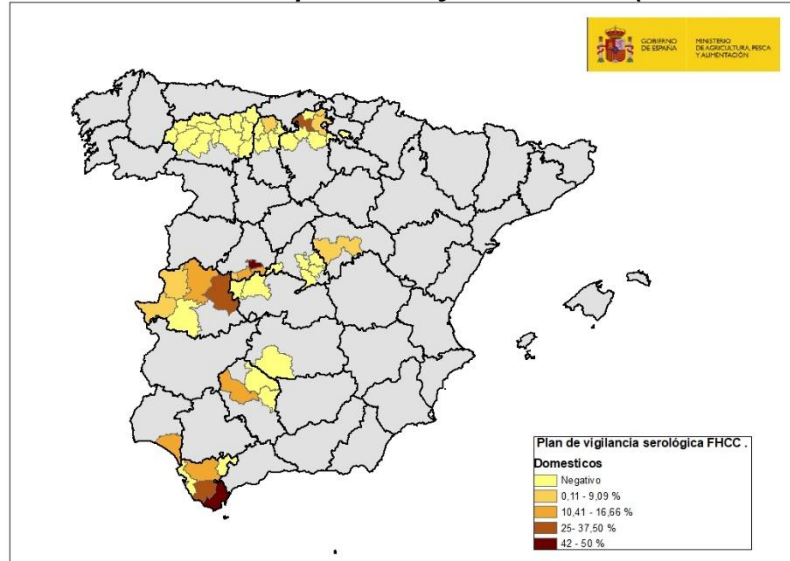 GOBIERNO
DE ESPAÑA
MINISTERIO
DE AGRICULTURA, PESCA
Y ALIMENTACIÓN
Plan de vigilancia serológica FHCC .
Domesticos
Negativo
0,11 - 9,09 %
10,41 - 16,66 %
25- 37,50 %
42 - 50 %